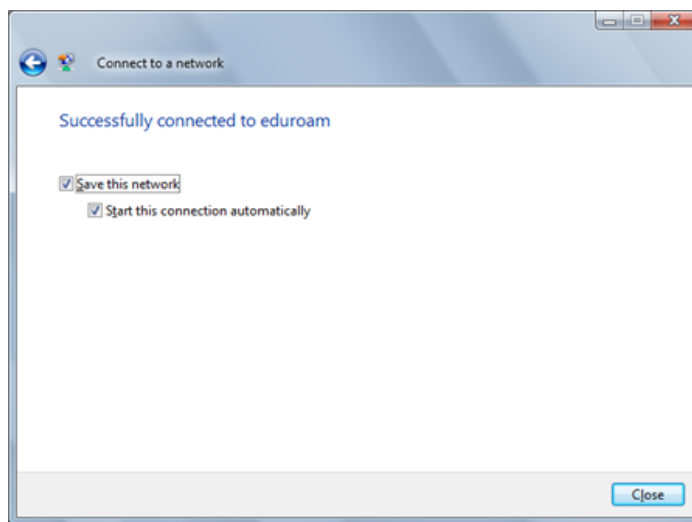 Connect to a network
Successfully connected to eduroam
Save this network
Start this connection automatically
Close